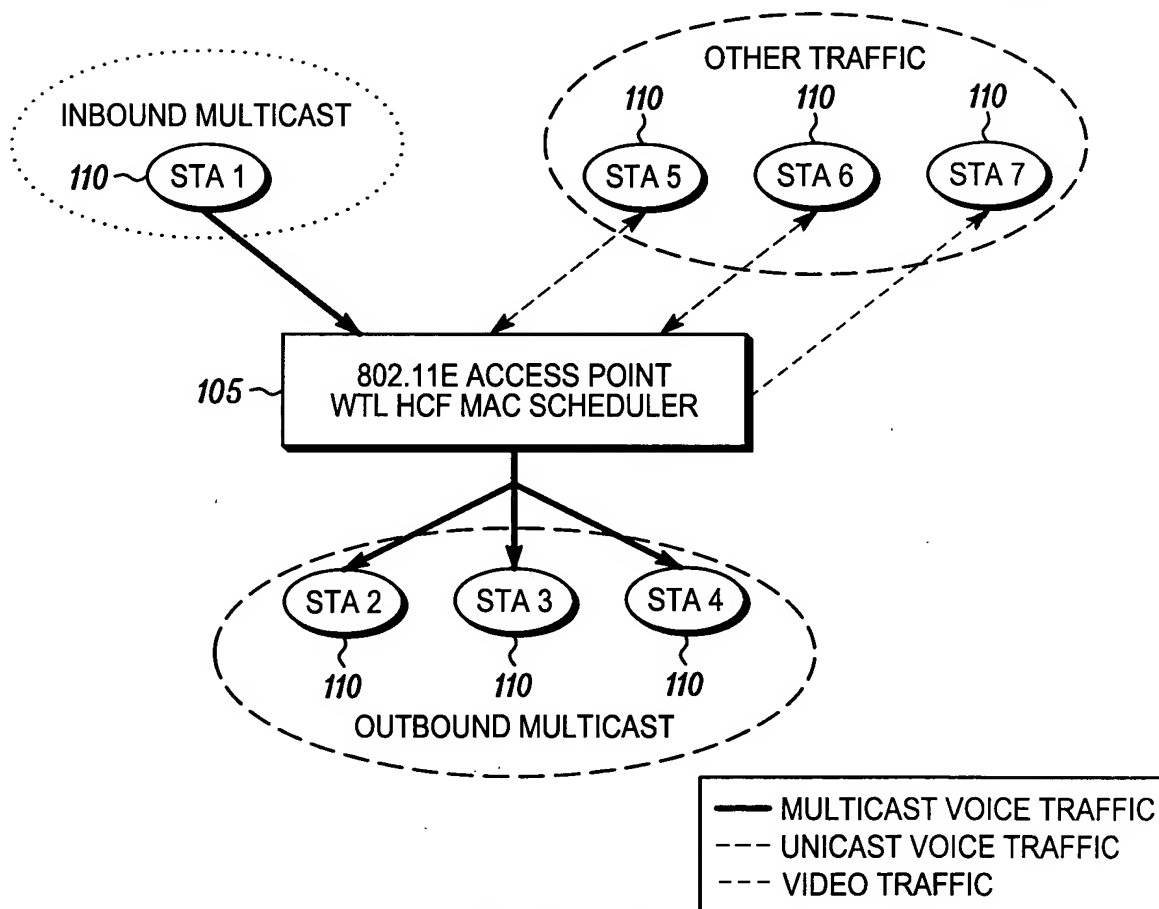 OTHER TRAFFIC
110 110 110
STA 5 STA 6 STA 7
INBOUND MULTICAST
110 STA 1
105
802.11E ACCESS POINT
WTL HCF MAC SCHEDULER
STA 2 STA 3 STA 4
110 110 110
OUTBOUND MULTICAST
MULTICAST VOICE TRAFFIC
UNICAST VOICE TRAFFIC
VIDEO TRAFFIC